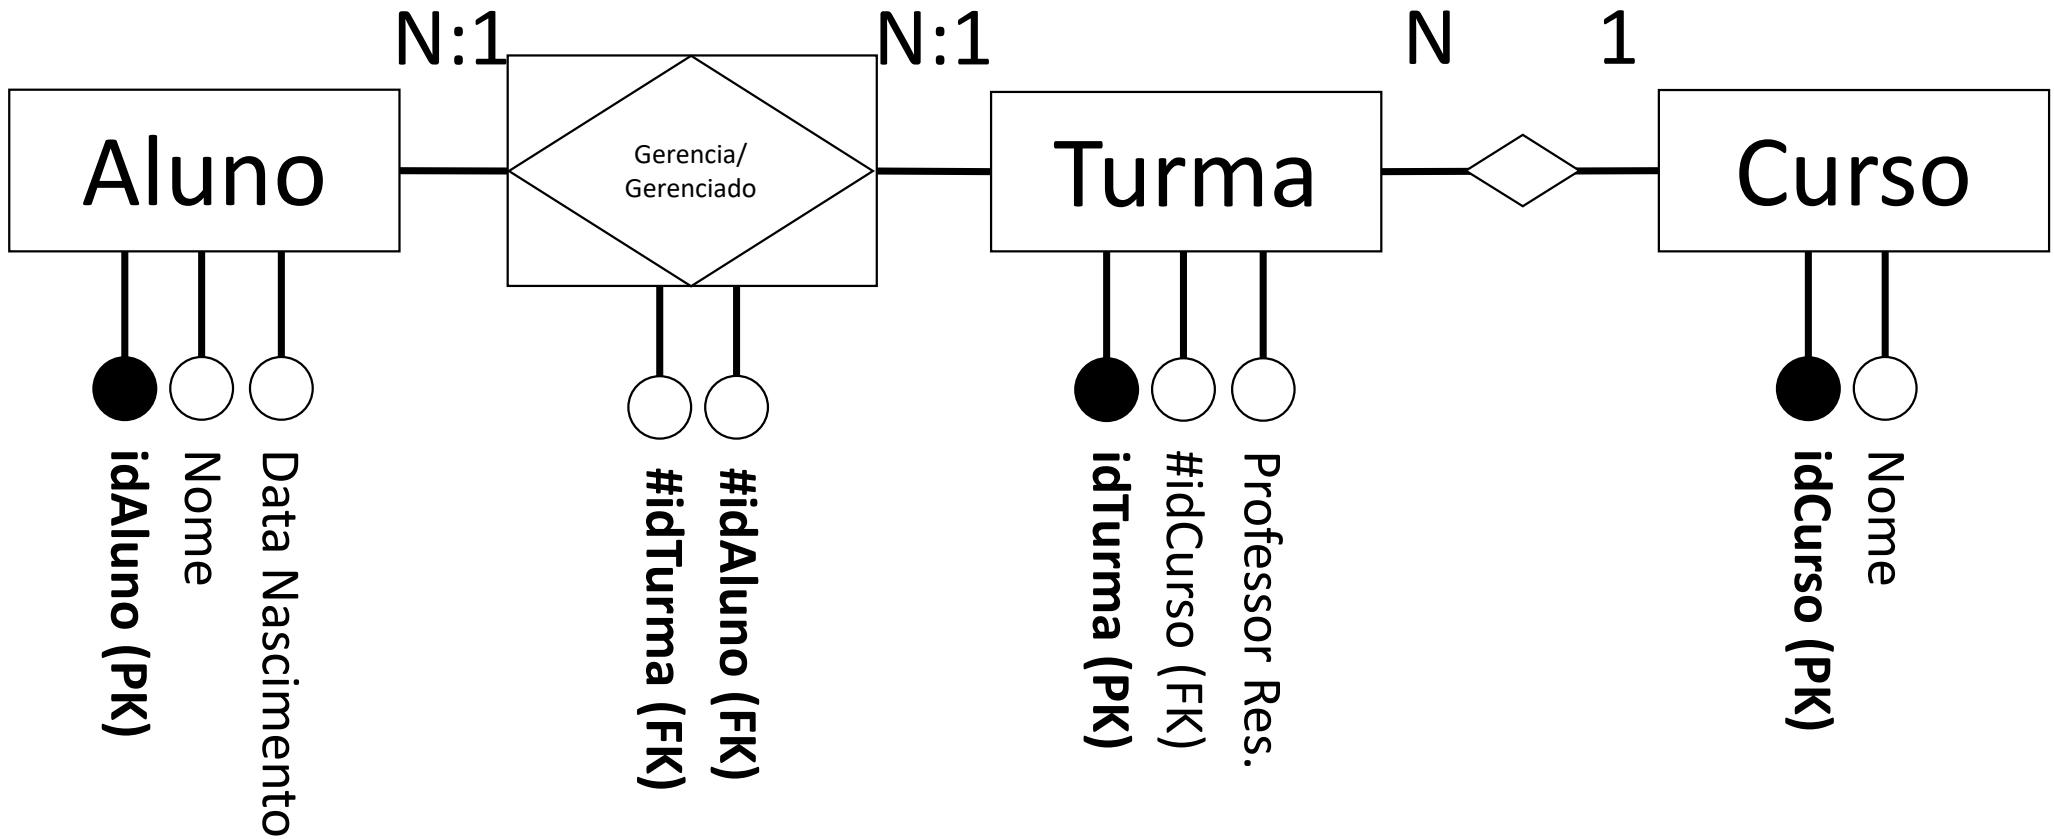 N:1
N:1
N
1
Aluno
Gerencia/
Gerenciado
Turma
Curso
idAluno (PK)
Nome
Data Nascimento
#idTurma (FK)
#idAluno (FK)
idTurma (PK)
#idCurso (FK)
Professor Res.
idCurso (PK)
Nome